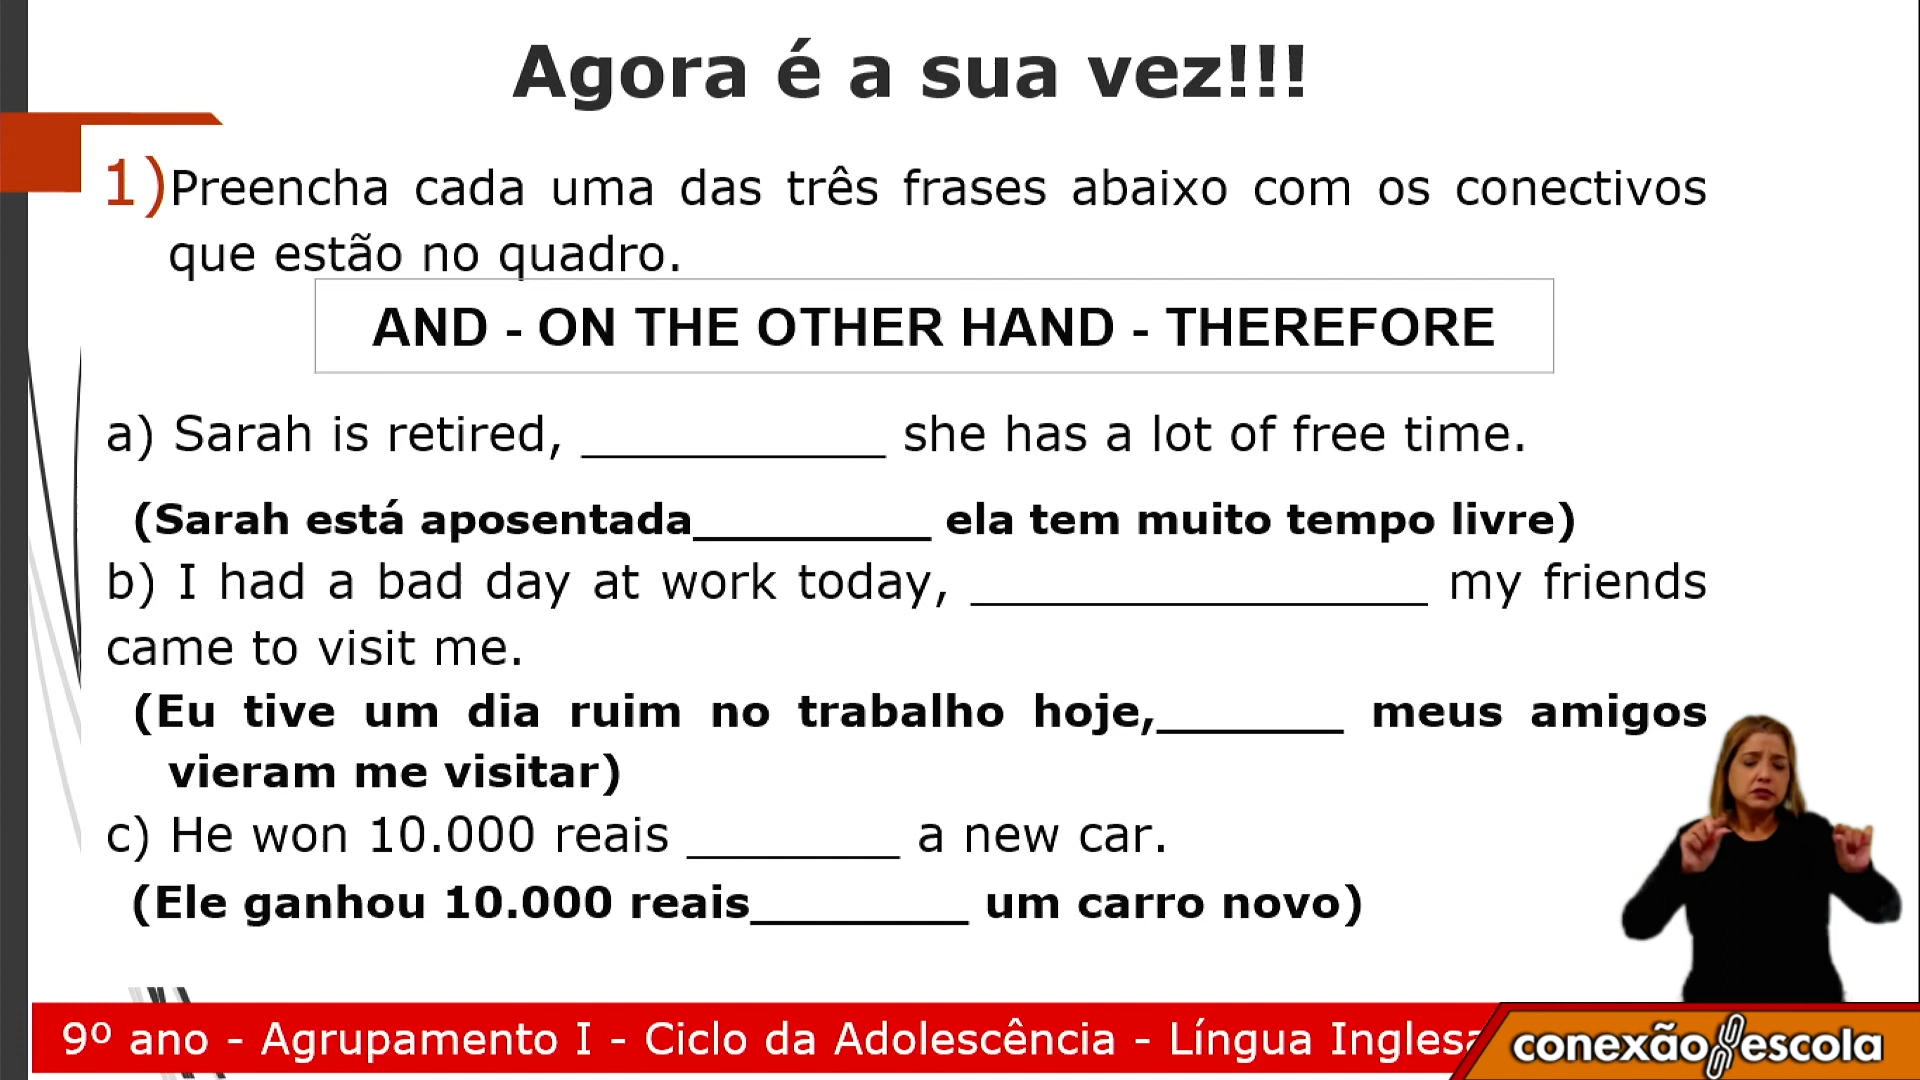 Agora é a sua vez!!!
1)Preencha cada uma das três frases abaixo com os conectivos
que estão no quadro.
AND - ON THE OTHER HAND - THEREFORE
a) Sarah is retired, __________ she has a lot of free time.
(Sarah está aposentada_________ ela tem muito tempo livre)
b) I had a bad day at work today, _______________ my friends
came to visit me.
(Eu tive um dia ruim no trabalho hoje,_______ meus amigos
vieram me visitar)
c) He won 10.000 reais _______ a new car.
(Ele ganhou 10.000 reais________ um carro novo)
9º ano - Agrupamento I - Ciclo da Adolescência - Língua Inglesa
conexão escola